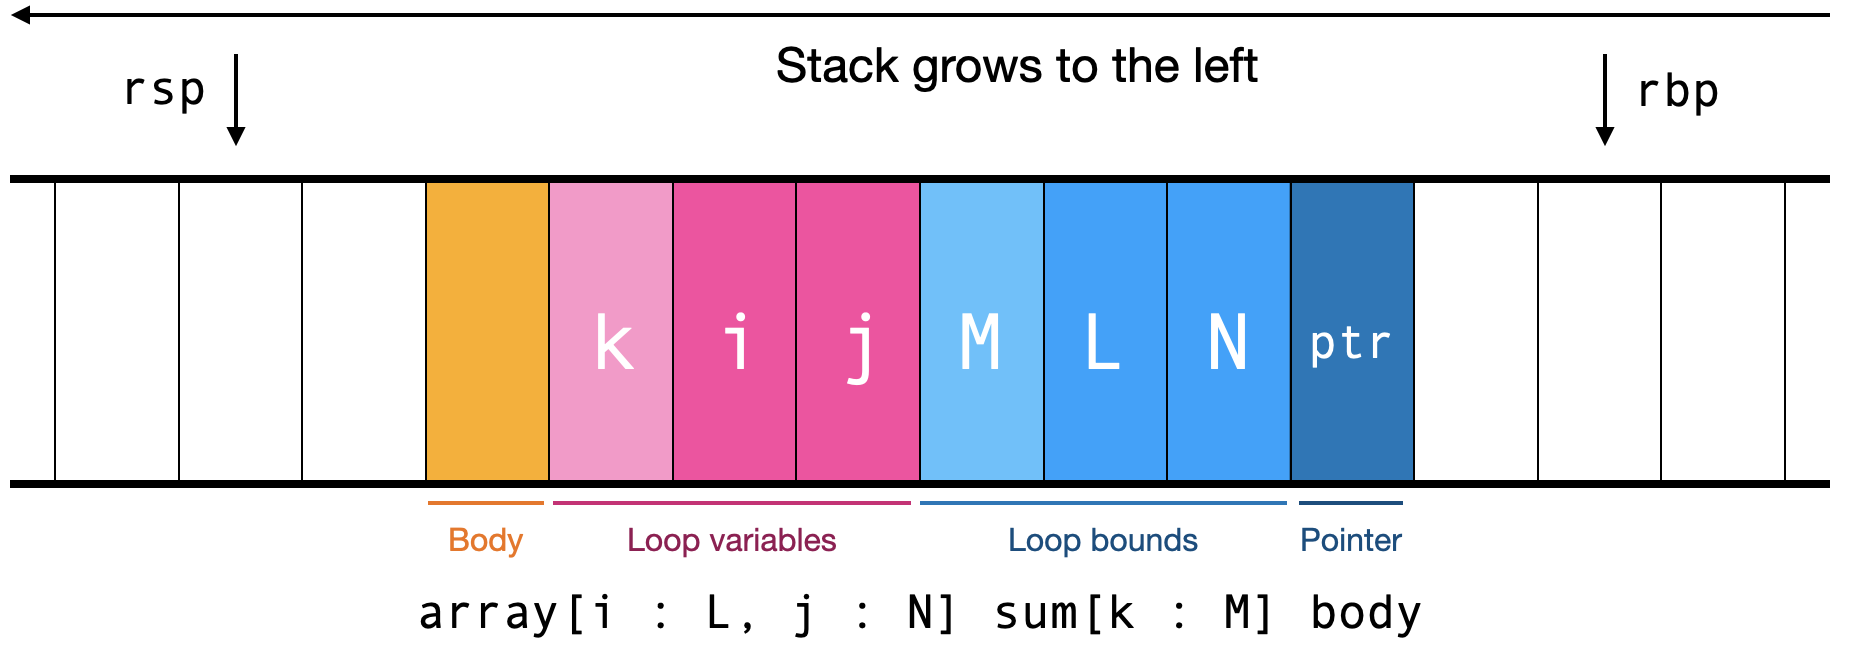 Stack grows to the left
rsp
rbp
k i j M L N ptr
Body Loop variables Loop bounds Pointer
array[i : L, j : N] sum[k : M] body